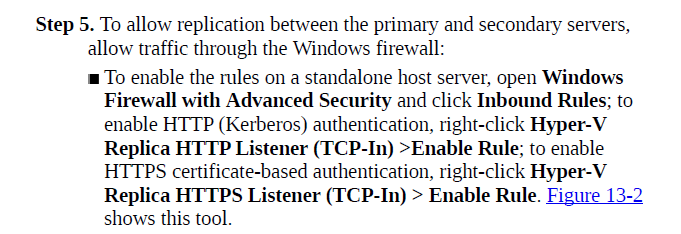 Step 5. To allow replication between the primary and secondary servers,
allow traffic through the Windows firewall:
■ To enable the rules on a standalone host server, open Windows
Firewall with Advanced Security and click Inbound Rules; to
enable HTTP (Kerberos) authentication, right-click Hyper-V
Replica HTTP Listener (TCP-In) >Enable Rule; to enable
HTTPS certificate-based authentication, right-click Hyper-V
Replica HTTPS Listener (TCP-In) > Enable Rule. Figure 13-2
shows this tool.